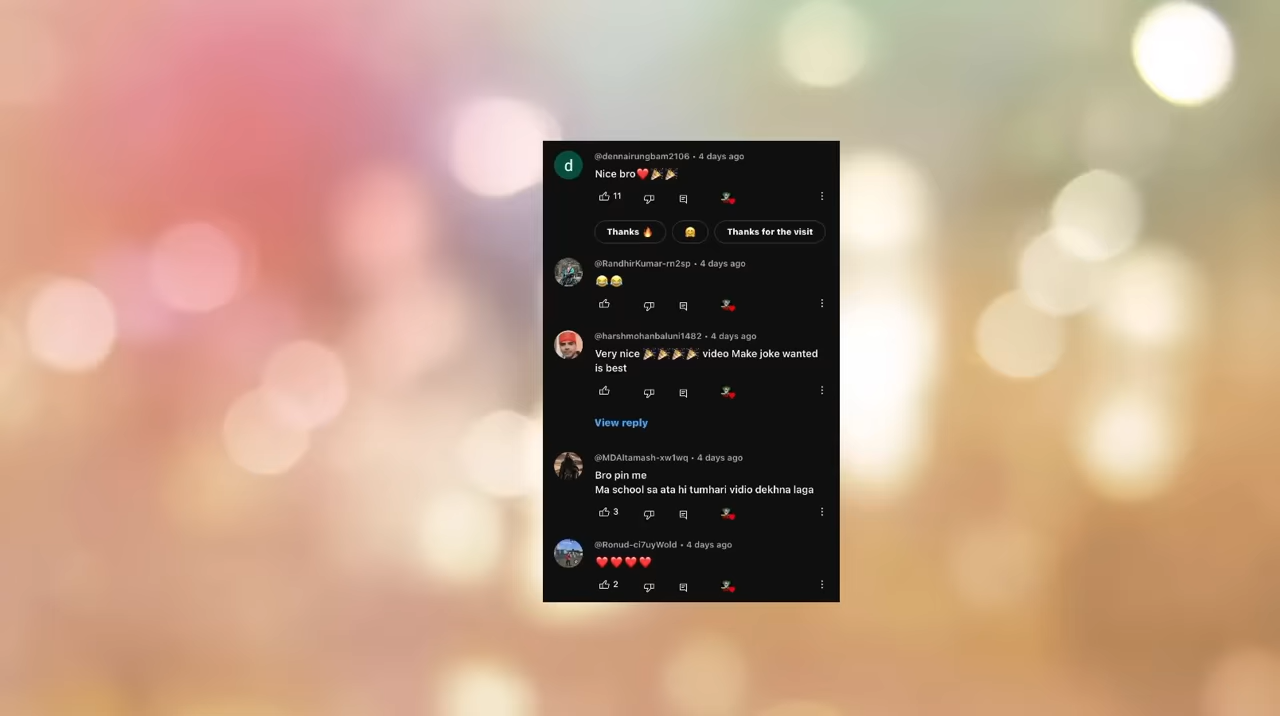 d
@dennairungbam2106 • 4 days ago
Nice bro❤️🎉🎉
11
Thanks 🔥 🤗 Thanks for the visit
@RandhirKumar-rn2sp • 4 days ago
😂😂
@harshmohanbaluni1482 • 4 days ago
Very nice 🎉🎉🎉🎉 video Make joke wanted
is best
View reply
@MDAltamash-xw1wq • 4 days ago
Bro pin me
Ma school sa ata hi tumhari vidio dekhna laga
3
@Ronud-ci7uyWold • 4 days ago
❤️❤️❤️❤️
2